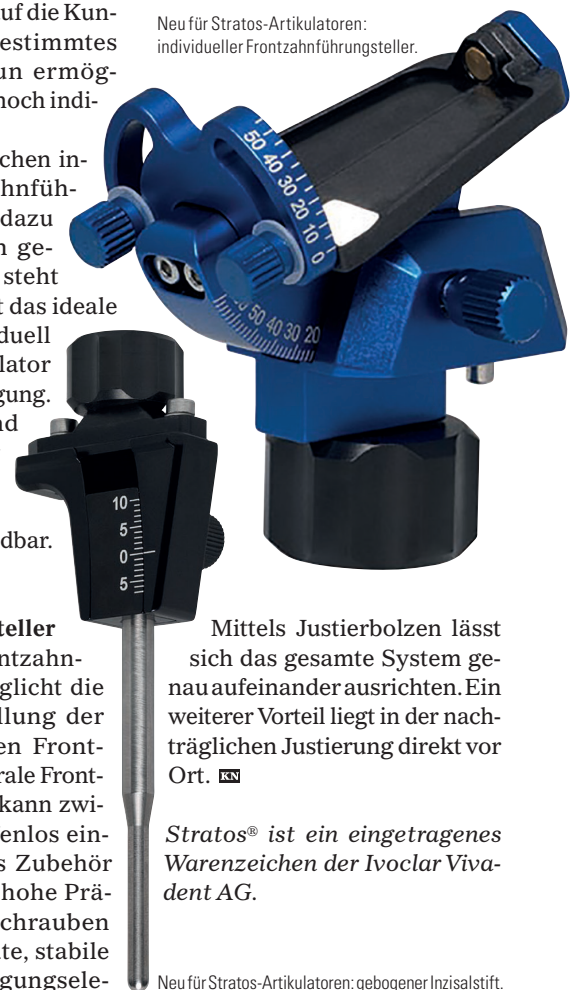 uf die Kun-
estimmtes
un ermög-
noch indi-
chen in-
ahnfüh-
dazu
n ge-
steht
t das ideale
duell
lator
gung.
nd
dbar.
teller
ntzahn-
glicht die
llung der
en Front-
rale Front-
kann zwi-
enlos ein-
s Zubehör
hohe Prä-
chrauben
te, stabile
gungsele-
Neu für Stratos-Artikulatoren:
individueller Frontzahnführungsteller.
50 40 30 20 10 0
50 40 30 20
10
5
0
5
Mittels Justierbolzen lässt
sich das gesamte System ge-
nau aufeinander ausrichten. Ein
weiterer Vorteil liegt in der nach-
träglichen Justierung direkt vor
Ort. KN
Stratos® ist ein eingetragenes
Warenzeichen der Ivoclar Viva-
dent AG.
Neu für Stratos-Artikulatoren: gebogener Inzisalstift.